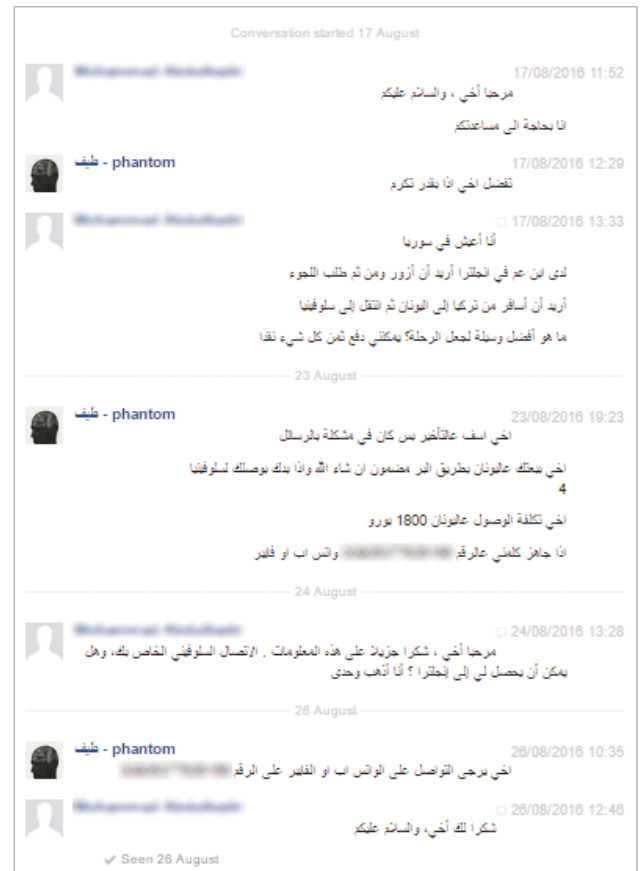 Conversation started 17 August
17/08/2016 11:52
مرحبا أخي ، والسلام عليكم
انا بحاجة الى مساعدتكم
طيف - phantom
17/08/2016 12:29
تفضل اخي اذا بقدر تكرم
17/08/2016 13:33
أنا أعيش في سوريا
لدى ابن عم في انجلترا أريد أن أزور ومن ثم طلب اللجوء
أريد أن أسافر من تركيا إلى اليونان ثم انتقل إلى سلوفينيا
ما هو أفضل وسيلة لجعل الرحلة؟ يمكنني دفع ثمن كل شيء نقدا
23 August
طيف - phantom
23/08/2016 19:23
اخي اسف عالتأخير بس كان في مشكلة بالرسائل
اخي ببعتك عاليونان بطريق البر مضمون ان شاء الله واذا بدك بوصلك لسلوفينيا
4
اخي تكلفة الوصول عاليونان 1800 يورو
اذا جاهز كلمني عالرقم واتس اب او فايبر
24 August
24/08/2016 13:28
مرحبا أخي ، شكرا جزيلا على هذه المعلومات . الاتصال السلوفيني الخاص بك، وهل
يمكن أن يحصل لي إلى إنجلترا ؟ أنا أذهب وحدى
26 August
طيف - phantom
26/08/2016 10:35
اخي يرجى التواصل على الواتس اب او الفايبر على الرقم
26/08/2016 12:46
شكرا لك أخي، والسلام عليكم
Seen 26 August